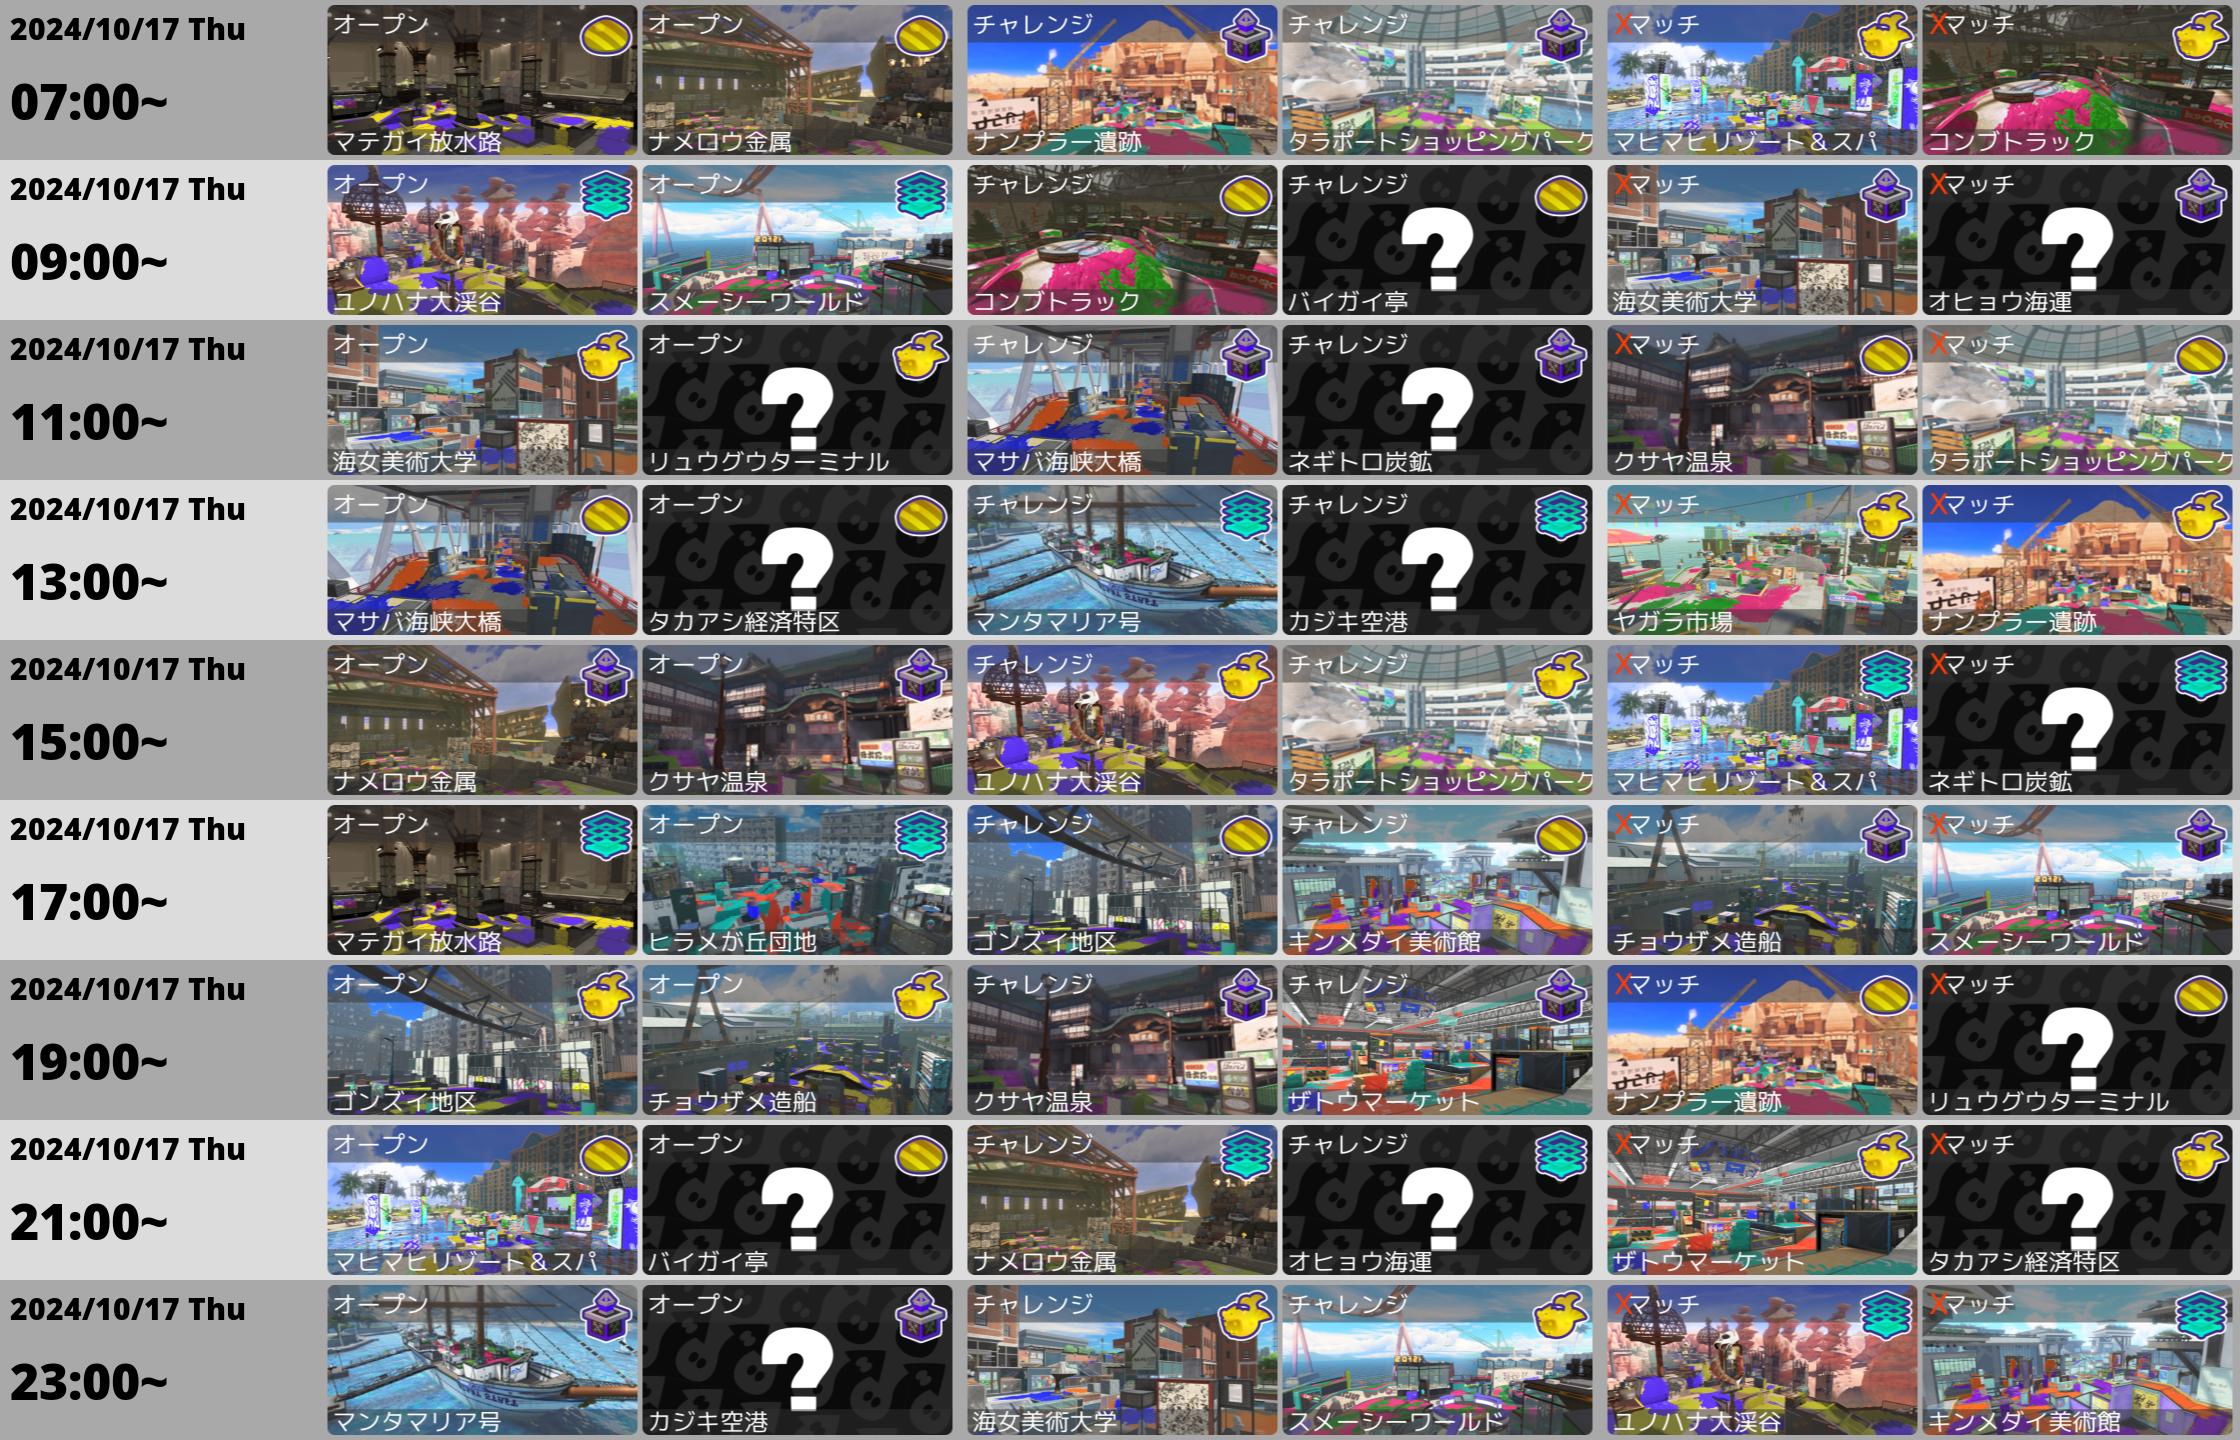 2024/10/17 Thu
07:00~
オープン
マテガイ放水路
オープン
ナメロウ金属
チャレンジ
ナンプラー遺跡
チャレンジ
タラポートショッピングパーク
Xマッチ
マヒマヒリゾート＆スパ
Xマッチ
コンブトラック
2024/10/17 Thu
09:00~
オープン
ユノハナ大渓谷
オープン
スメーシーワールド
チャレンジ
コンブトラック
チャレンジ
?
バイガイ亭
Xマッチ
海女美術大学
Xマッチ
?
オヒョウ海運
2024/10/17 Thu
11:00~
オープン
海女美術大学
オープン
?
リュウグウターミナル
チャレンジ
マサバ海峡大橋
チャレンジ
?
ネギトロ炭鉱
Xマッチ
クサヤ温泉
Xマッチ
タラポートショッピングパーク
2024/10/17 Thu
13:00~
オープン
マサバ海峡大橋
オープン
?
タカアシ経済特区
チャレンジ
マンタマリア号
チャレンジ
?
カジキ空港
Xマッチ
ヤガラ市場
Xマッチ
ナンプラー遺跡
2024/10/17 Thu
15:00~
オープン
ナメロウ金属
オープン
クサヤ温泉
チャレンジ
ユノハナ大渓谷
チャレンジ
タラポートショッピングパーク
Xマッチ
マヒマヒリゾート＆スパ
Xマッチ
?
ネギトロ炭鉱
2024/10/17 Thu
17:00~
オープン
マテガイ放水路
オープン
ヒラメが丘団地
チャレンジ
ゴンズイ地区
チャレンジ
キンメダイ美術館
Xマッチ
チョウザメ造船
Xマッチ
スメーシーワールド
2024/10/17 Thu
19:00~
オープン
ゴンズイ地区
オープン
チョウザメ造船
チャレンジ
クサヤ温泉
チャレンジ
ザトウマーケット
Xマッチ
ナンプラー遺跡
Xマッチ
?
リュウグウターミナル
2024/10/17 Thu
21:00~
オープン
マヒマヒリゾート＆スパ
オープン
?
バイガイ亭
チャレンジ
ナメロウ金属
チャレンジ
?
オヒョウ海運
Xマッチ
ザトウマーケット
Xマッチ
?
タカアシ経済特区
2024/10/17 Thu
23:00~
オープン
マンタマリア号
オープン
?
カジキ空港
チャレンジ
海女美術大学
チャレンジ
スメーシーワールド
Xマッチ
ユノハナ大渓谷
Xマッチ
キンメダイ美術館